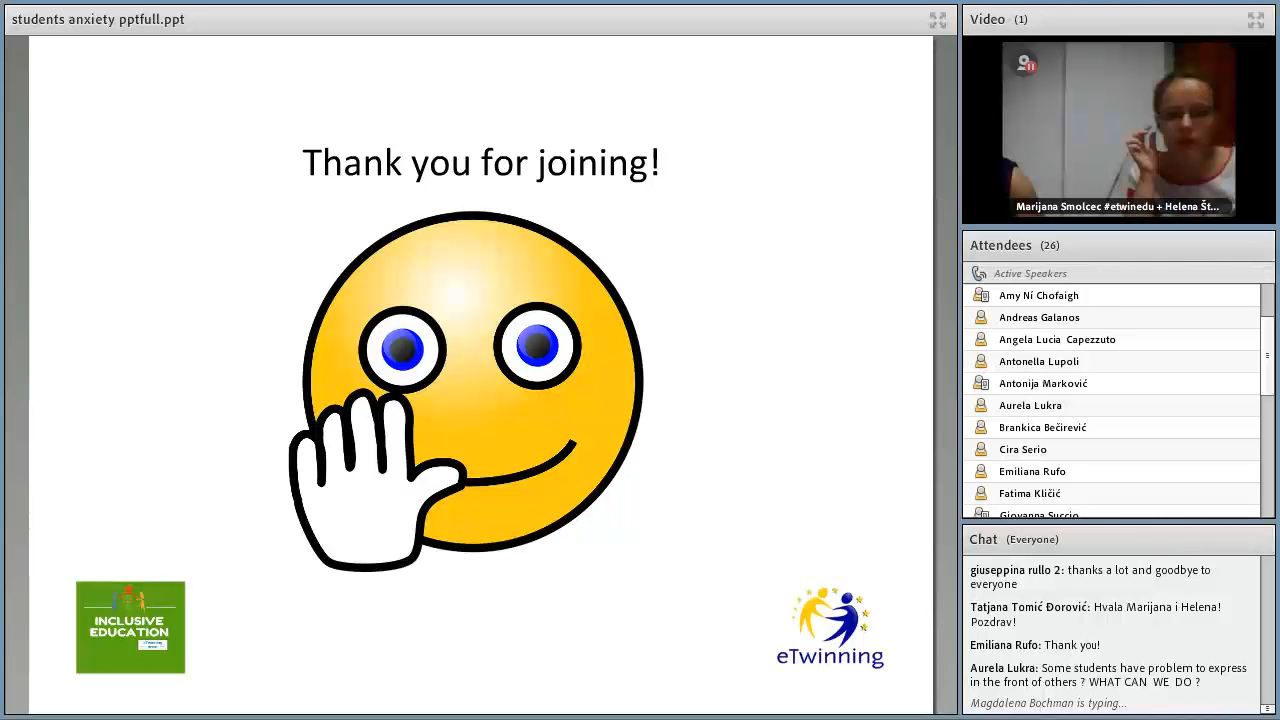 students anxiety pptfull.ppt
Thank you for joining!
INCLUSIVE
EDUCATION
eTwinning
Video (1)
Marijana Smolcec #etwinedu + Helena Št...
Attendees (26)
Active Speakers
Amy Ní Chofaigh
Andreas Galanos
Angela Lucia Capezzuto
Antonella Lupoli
Antonija Marković
Aurela Lukra
Brankica Bečirević
Cira Serio
Emiliana Rufo
Fatima Kličić
Giovanna Succio
Chat (Everyone)
giuseppina rullo 2: thanks a lot and goodbye to
everyone
Tatjana Tomić Đorović: Hvala Marijana i Helena!
Pozdrav!
Emiliana Rufo: Thank you!
Aurela Lukra: Some students have problem to express
in the front of others ? WHAT CAN WE DO ?
Magdalena Bochman is typing...